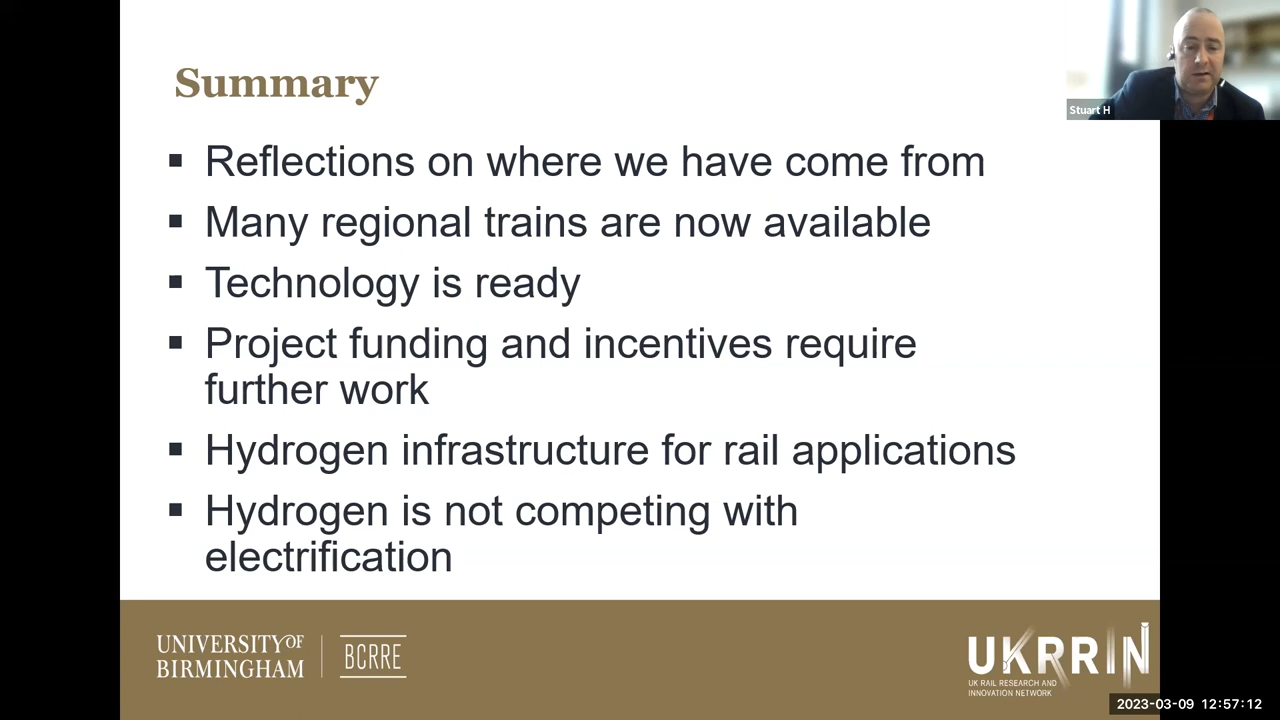 Summary
Stuart H
▪ Reflections on where we have come from
▪ Many regional trains are now available
▪ Technology is ready
▪ Project funding and incentives require
further work
▪ Hydrogen infrastructure for rail applications
▪ Hydrogen is not competing with
electrification
UNIVERSITY OF
BIRMINGHAM
BCRRE
UKRRIN
UK RAIL RESEARCH AND
INNOVATION NETWORK
2023-03-09 12:57:12